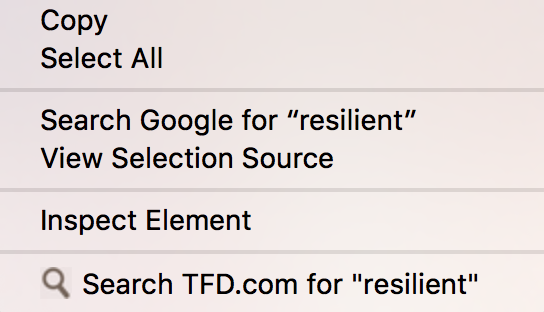 Copy
Select All
Search Google for “resilient”
View Selection Source
Inspect Element
Search TFD.com for "resilient"